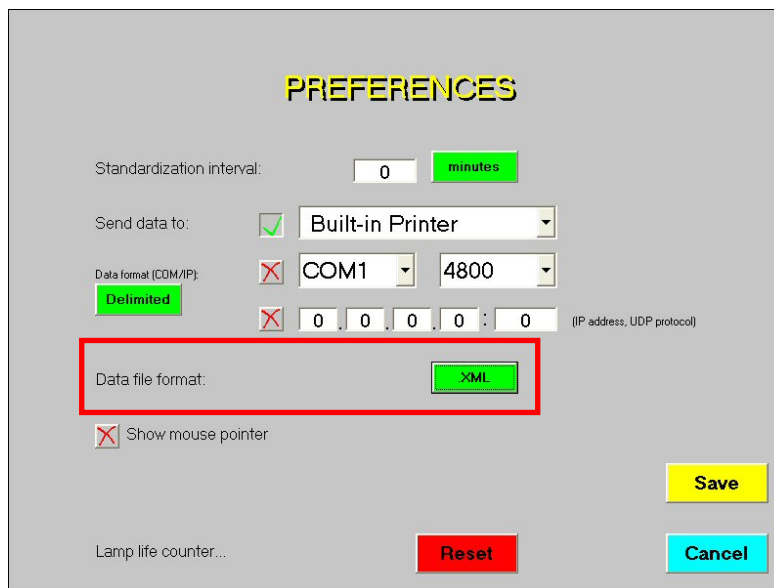 PREFERENCES
Standardization interval: 0 minutes
Send data to: Built-in Printer
Data format (COM/IP): COM1 4800
Delimited
0 . 0 . 0 . 0 : 0 (IP address, UDP protocol)
Data file format: .XML
Show mouse pointer
Save
Lamp life counter... Reset Cancel